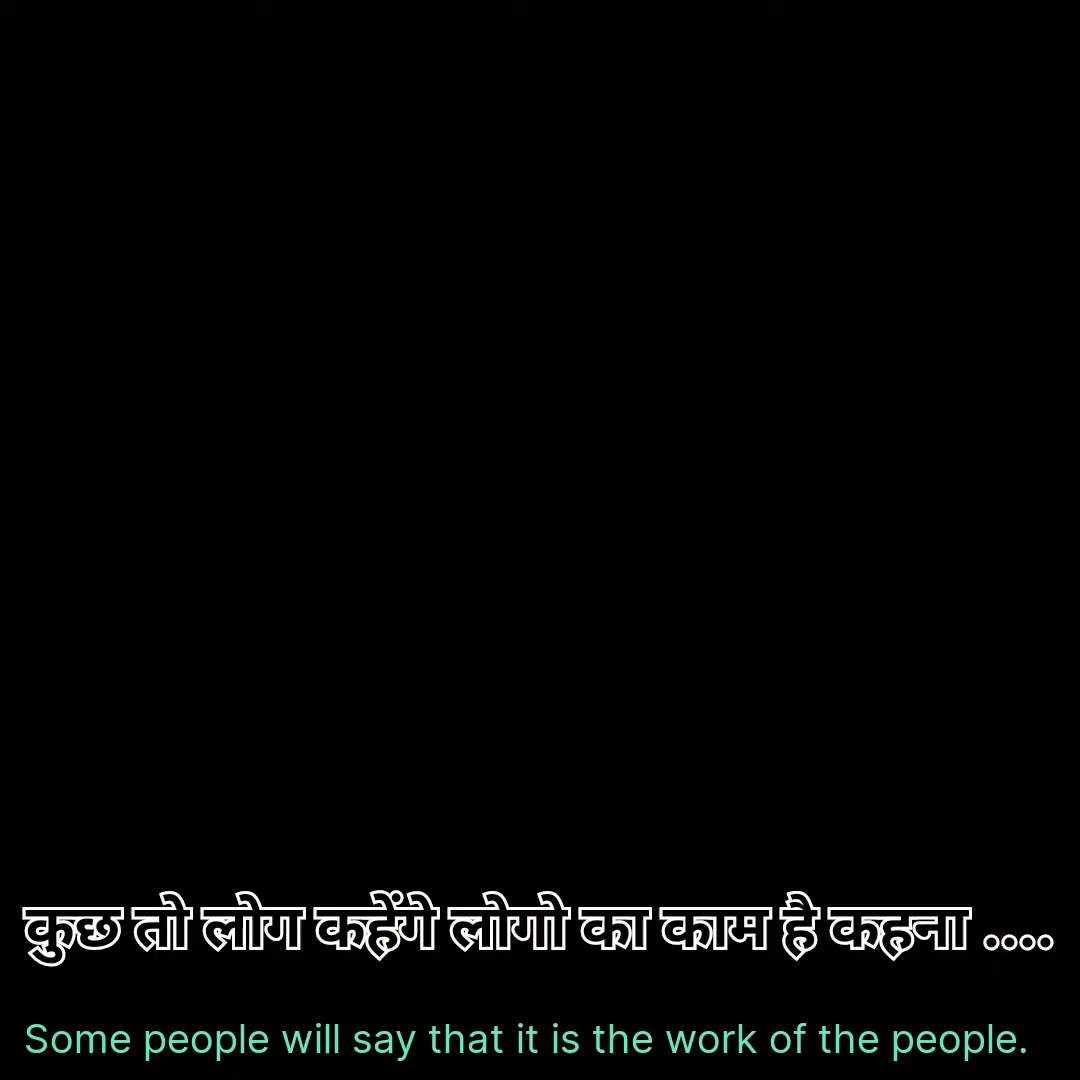 कुछ तो लोग कहेंगे लोगो का काम है कहना ....
Some people will say that it is the work of the people.